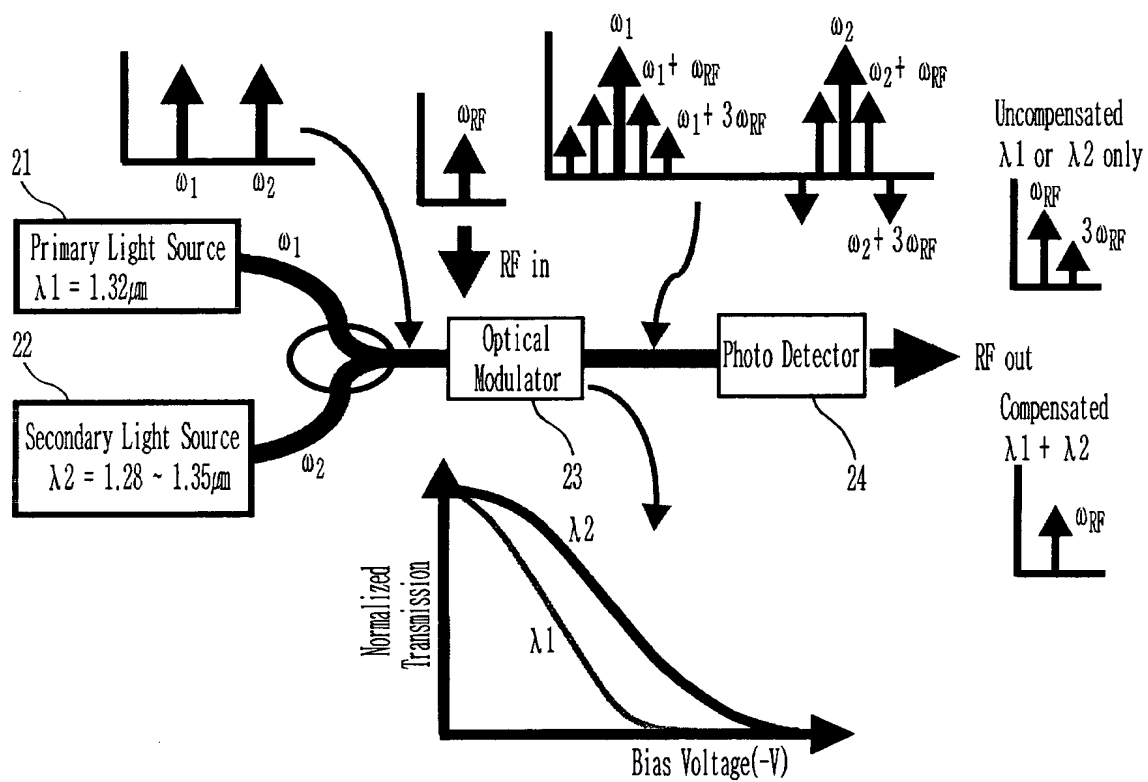 ω1
ω1 + ωRF
ω1 + 3ωRF
ω2
ω2 + ωRF
ω2 + 3ωRF
ωRF
ω1
ω2
Uncompensated
λ1 or λ2 only
ωRF
3ωRF
21
Primary Light Source
λ1 = 1.32μm
ω1
RF in
22
Secondary Light Source
λ2 = 1.28 ~ 1.35μm
ω2
Optical
Modulator
23
Photo Detector
24
RF out
Compensated
λ1 + λ2
ωRF
Normalized
Transmission
λ1
λ2
Bias Voltage(-V)